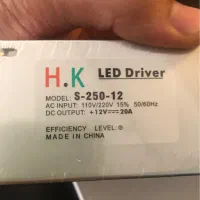 H.K LED Driver
MODEL: S-250-12
AC INPUT: 110V/220V 15% 50/60Hz
DC OUTPUT: +12V⎓20A
EFFICIENCY LEVEL: Ⓥ
MADE IN CHINA